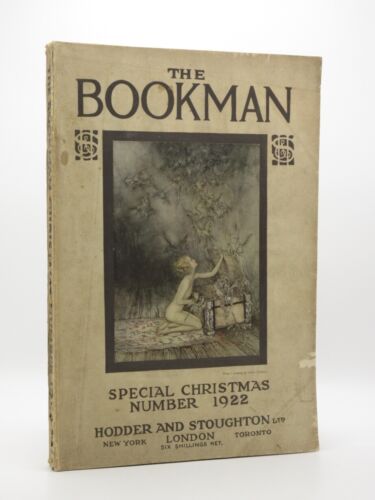 THE
BOOKMAN
SPECIAL CHRISTMAS
NUMBER 1922
HODDER AND STOUGHTON LTD
NEW YORK LONDON TORONTO
SIX SHILLINGS NET.